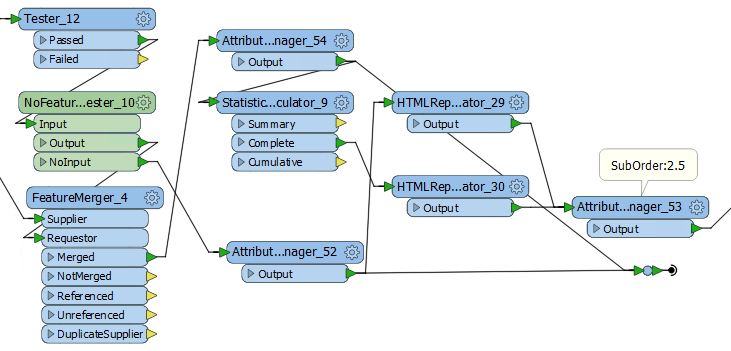 Tester_12
Passed
Failed
NoFeatur...ester_10
Input
Output
NoInput
FeatureMerger_4
Supplier
Requestor
Merged
NotMerged
Referenced
Unreferenced
DuplicateSupplier
Attribut...nager_54
Output
Statistic...culator_9
Summary
Complete
Cumulative
Attribut...nager_52
Output
HTMLRep...ator_29
Output
HTMLRep...ator_30
Output
SubOrder:2.5
Attribut...nager_53
Output